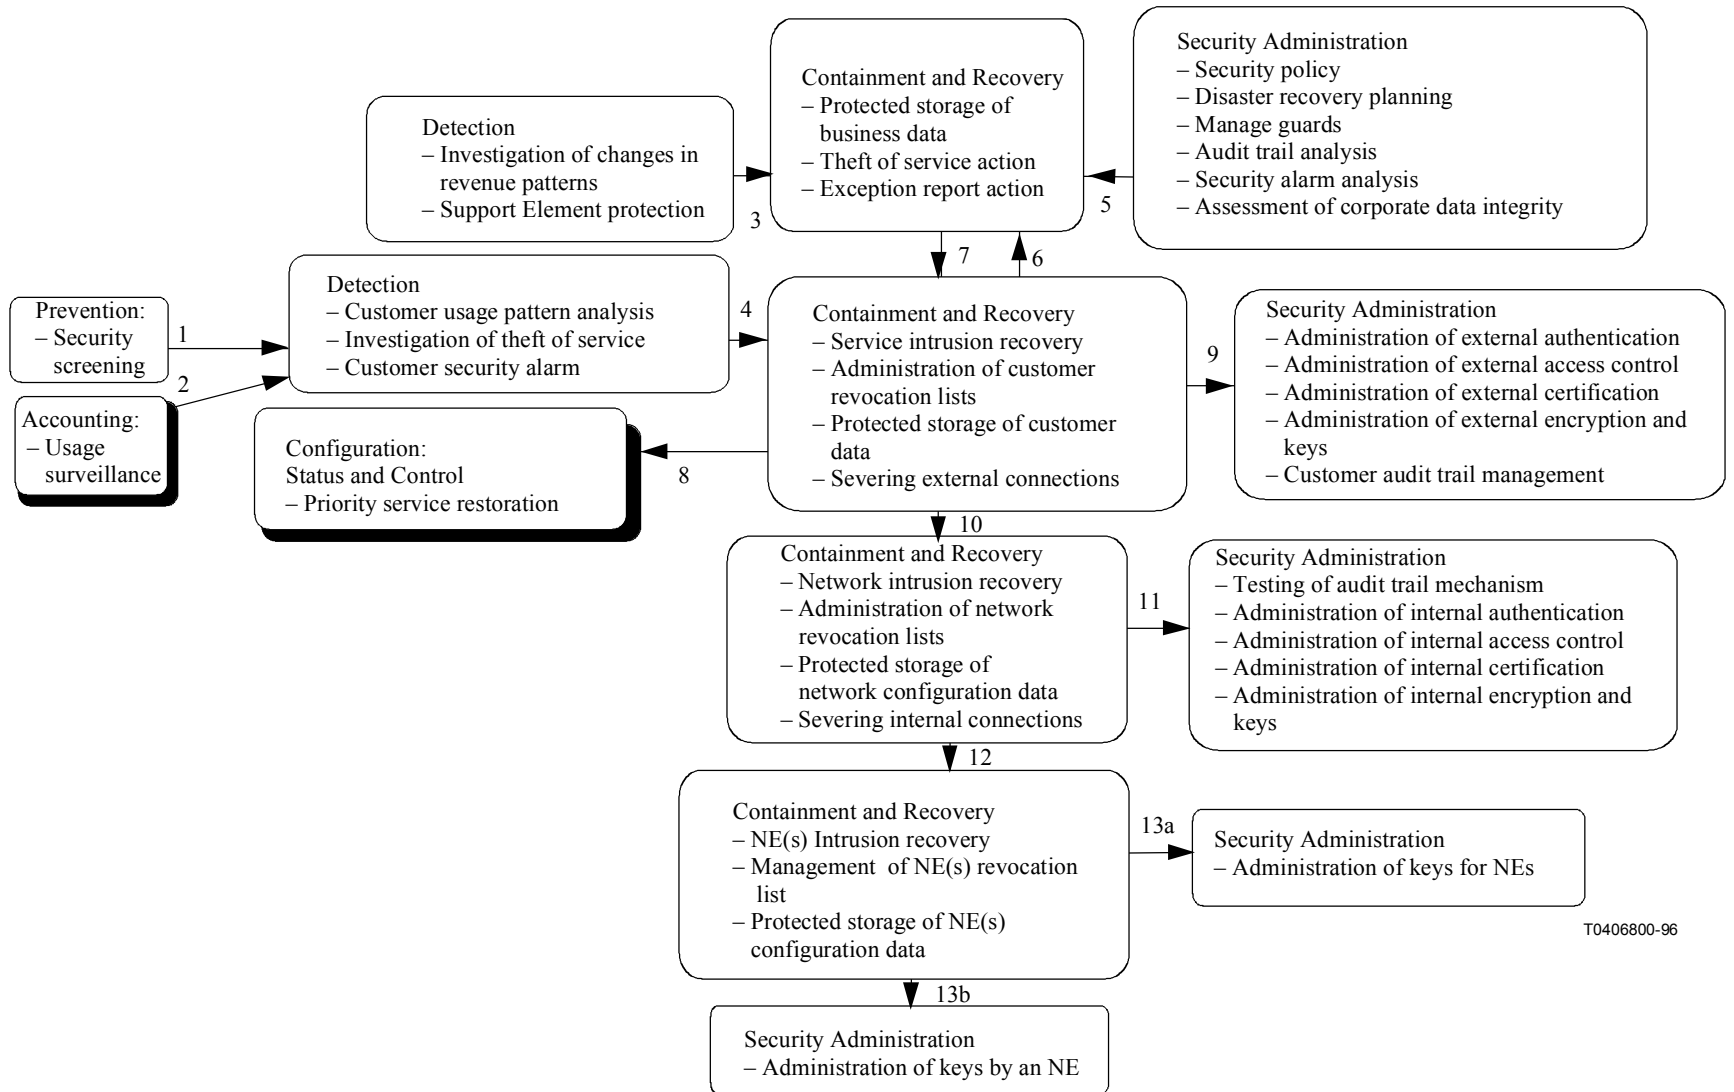 Containment and Recovery
– Protected storage of
business data
– Theft of service action
– Exception report action
Security Administration
– Security policy
– Disaster recovery planning
– Manage guards
– Audit trail analysis
– Security alarm analysis
– Assessment of corporate data integrity
Detection
– Investigation of changes in
revenue patterns
– Support Element protection
3
5
7
6
Prevention:
– Security
screening
1
Detection
– Customer usage pattern analysis
– Investigation of theft of service
– Customer security alarm
4
2
Accounting:
– Usage
surveillance
Configuration:
Status and Control
– Priority service restoration
8
Containment and Recovery
– Service intrusion recovery
– Administration of customer
revocation lists
– Protected storage of customer
data
– Severing external connections
9
Security Administration
– Administration of external authentication
– Administration of external access control
– Administration of external certification
– Administration of external encryption and
keys
– Customer audit trail management
10
Containment and Recovery
– Network intrusion recovery
– Administration of network
revocation lists
– Protected storage of
network configuration data
– Severing internal connections
11
Security Administration
– Testing of audit trail mechanism
– Administration of internal authentication
– Administration of internal access control
– Administration of internal certification
– Administration of internal encryption and
keys
12
Containment and Recovery
– NE(s) Intrusion recovery
– Management of NE(s) revocation
list
– Protected storage of NE(s)
configuration data
13a
Security Administration
– Administration of keys for NEs
T0406800-96
13b
Security Administration
– Administration of keys by an NE